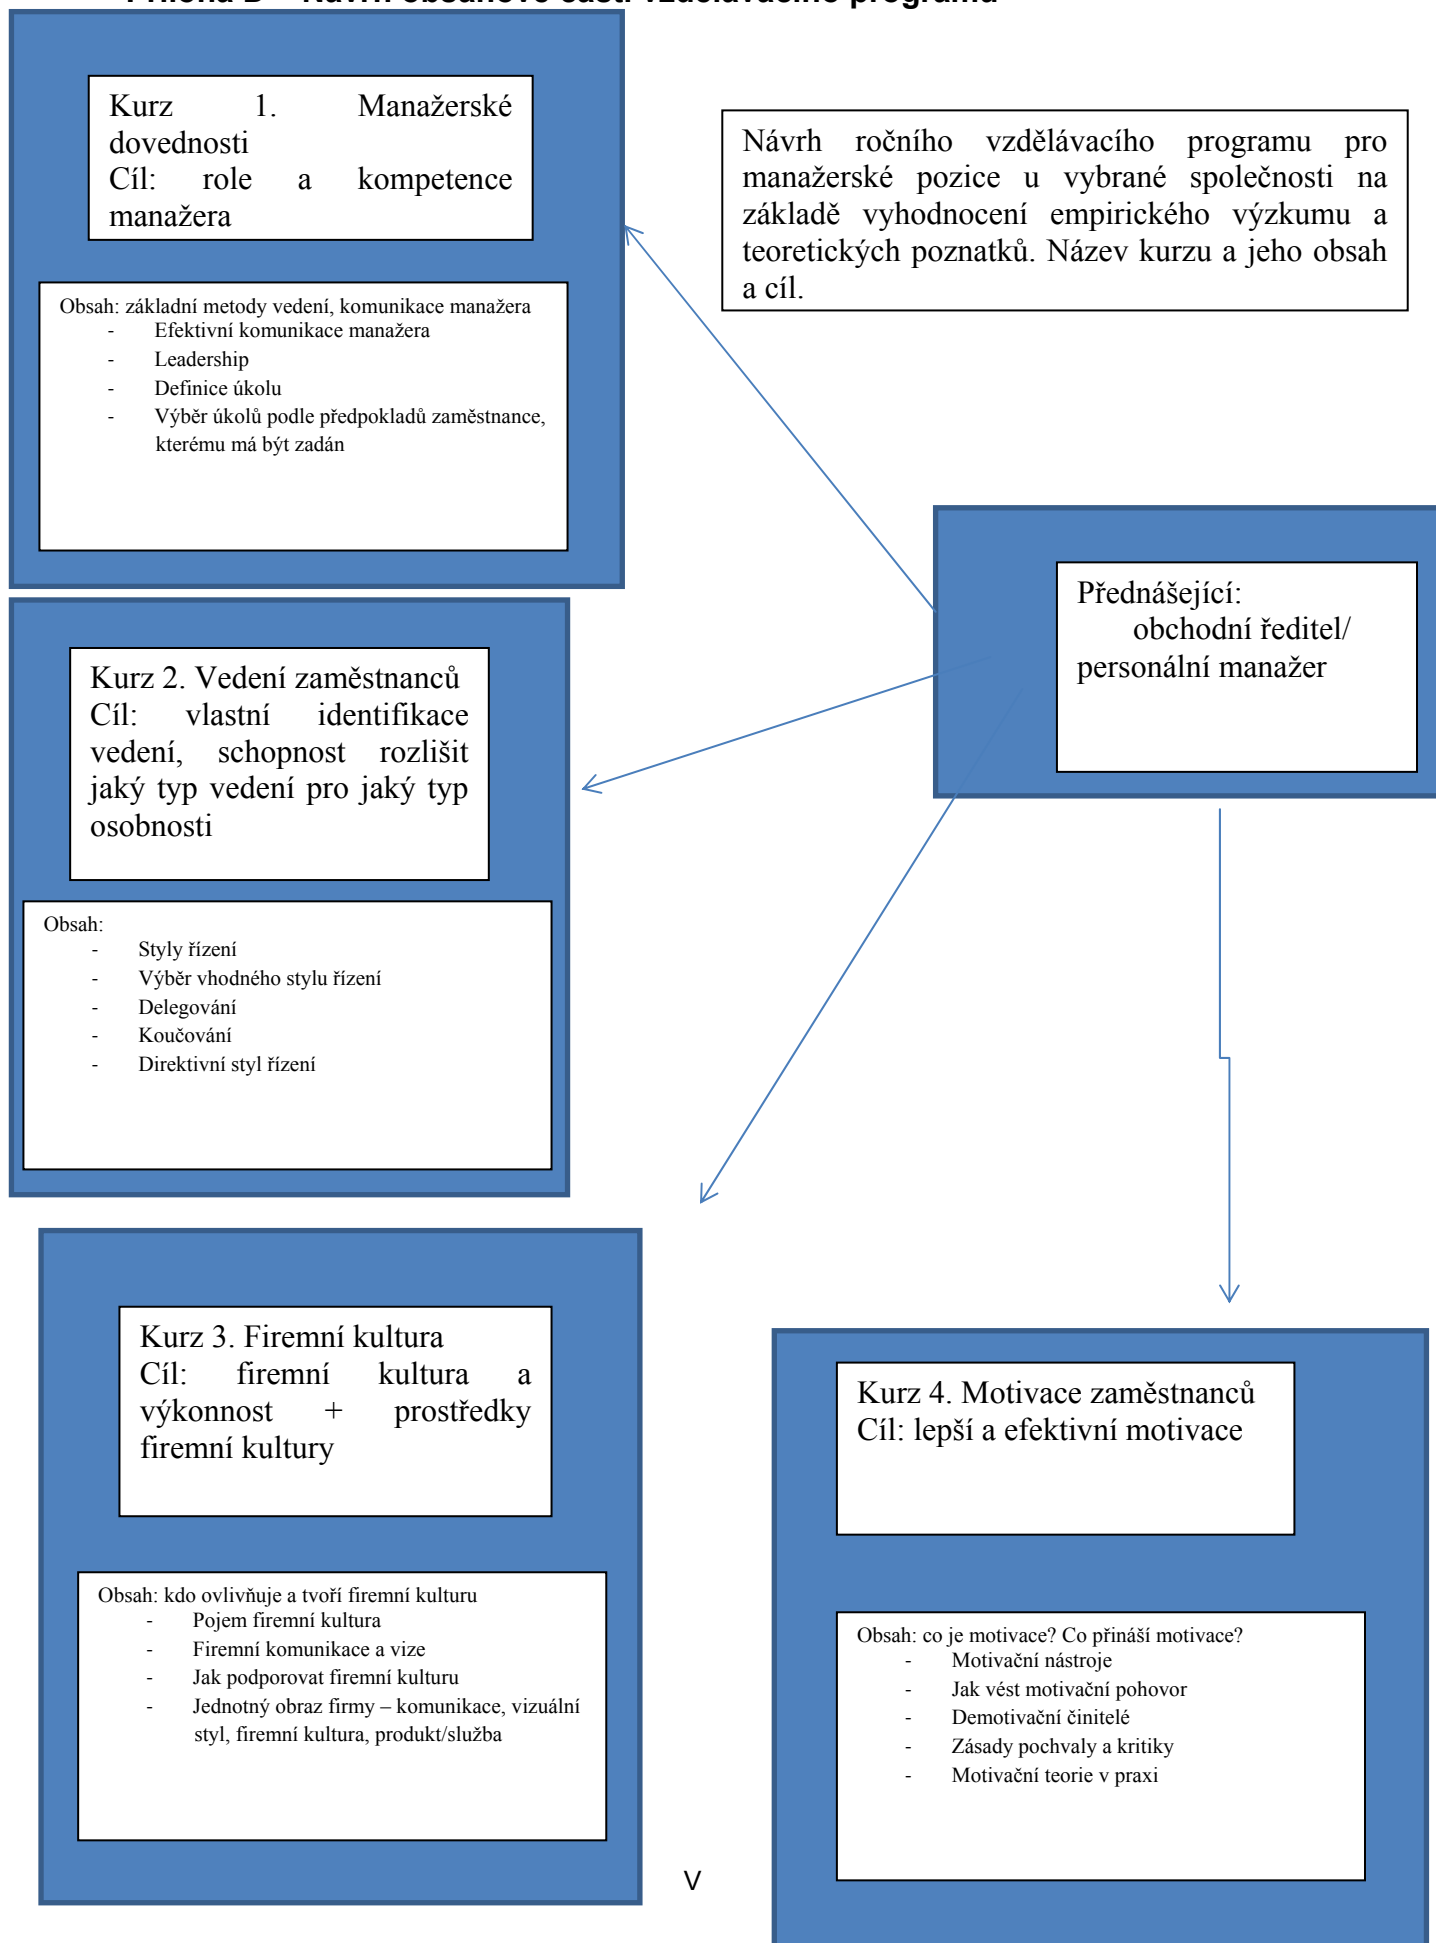 Příloha B – Návrh obsahové části vzdělávacího programu
Kurz 1. Manažerské
dovednosti
Cíl: role a kompetence
manažera
Návrh ročního vzdělávacího programu pro
manažerské pozice u vybrané společnosti na
základě vyhodnocení empirického výzkumu a
teoretických poznatků. Název kurzu a jeho obsah
a cíl.
Obsah: základní metody vedení, komunikace manažera
- Efektivní komunikace manažera
- Leadership
- Definice úkolu
- Výběr úkolů podle předpokladů zaměstnance,
kterému má být zadán
Přednášející:
obchodní ředitel/
personální manažer
Kurz 2. Vedení zaměstnanců
Cíl: vlastní identifikace
vedení, schopnost rozlišit
jaký typ vedení pro jaký typ
osobnosti
Obsah:
- Styly řízení
- Výběr vhodného stylu řízení
- Delegování
- Koučování
- Direktivní styl řízení
Kurz 3. Firemní kultura
Cíl: firemní kultura a
výkonnost + prostředky
firemní kultury
Obsah: kdo ovlivňuje a tvoří firemní kulturu
- Pojem firemní kultura
- Firemní komunikace a vize
- Jak podporovat firemní kulturu
- Jednotný obraz firmy – komunikace, vizuální
styl, firemní kultura, produkt/služba
Kurz 4. Motivace zaměstnanců
Cíl: lepší a efektivní motivace
Obsah: co je motivace? Co přináší motivace?
- Motivační nástroje
- Jak vést motivační pohovor
- Demotivační činitelé
- Zásady pochvaly a kritiky
- Motivační teorie v praxi
V